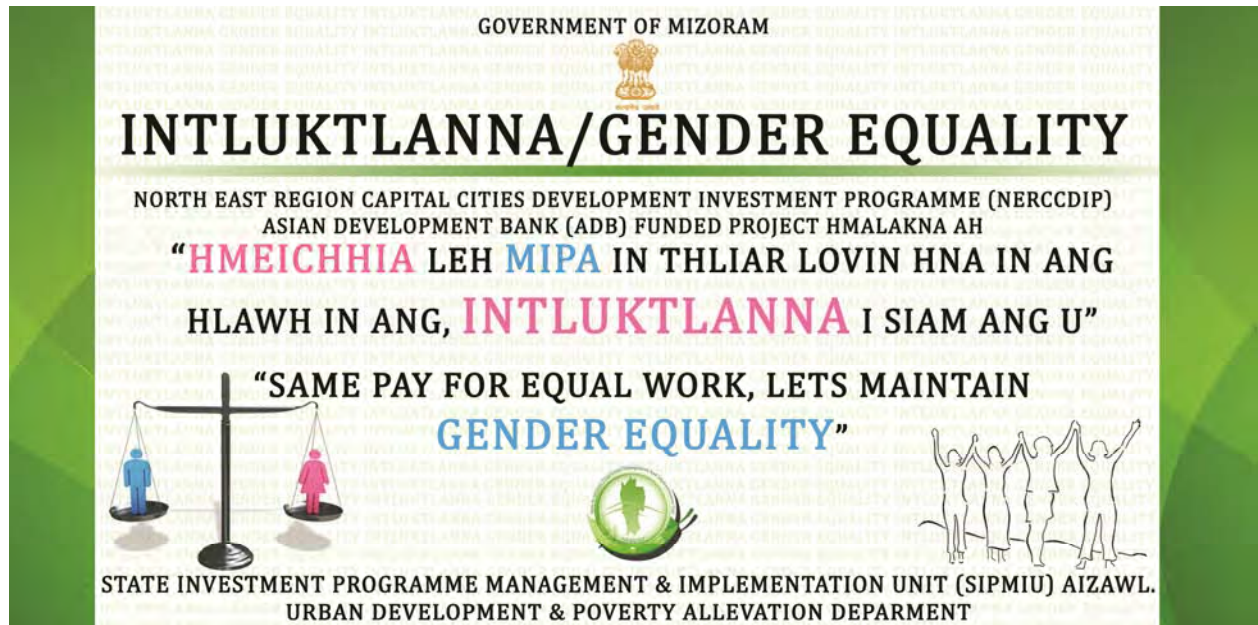 GOVERNMENT OF MIZORAM
INTLUKTLANNA/GENDER EQUALITY
NORTH EAST REGION CAPITAL CITIES DEVELOPMENT INVESTMENT PROGRAMME (NERCCDIP)
ASIAN DEVELOPMENT BANK (ADB) FUNDED PROJECT HMALAKNA AH
“HMEICHHIA LEH MIPA IN THLIAR LOVIN HNA IN ANG
HLAWH IN ANG, INTLUKTLANNA SIAM ANG U”
“SAME PAY FOR EQUAL WORK, LETS MAINTAIN
GENDER EQUALITY”
STATE INVESTMENT PROGRAMME MANAGEMENT & IMPLEMENTATION UNIT (SIPMIU) AIZAWL.
URBAN DEVELOPMENT & POVERTY ALLEVATION DEPARMENT